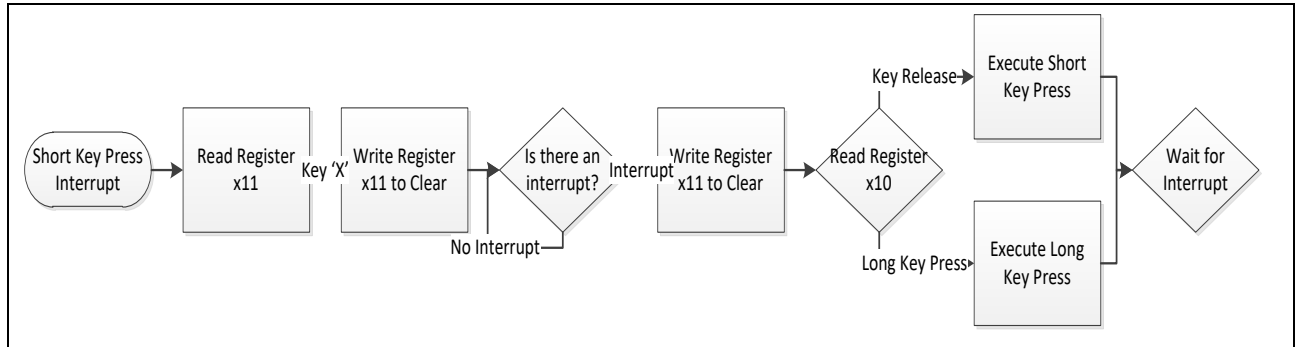 Short Key Press
Interrupt
Read Register
x11
Key ‘X’
Write Register
x11 to Clear
Is there an
interrupt?
No Interrupt
Interrupt
Write Register
x11 to Clear
Read Register
x10
Key Release
Execute Short
Key Press
Long Key Press
Execute Long
Key Press
Wait for
Interrupt